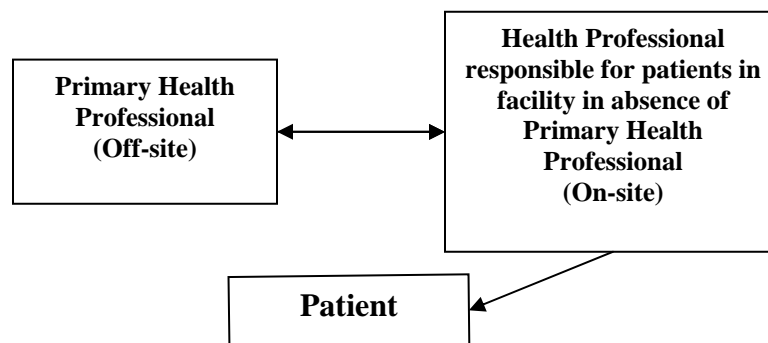 Primary Health
Professional
(Off-site)
Health Professional
responsible for patients in
facility in absence of
Primary Health
Professional
(On-site)
Patient